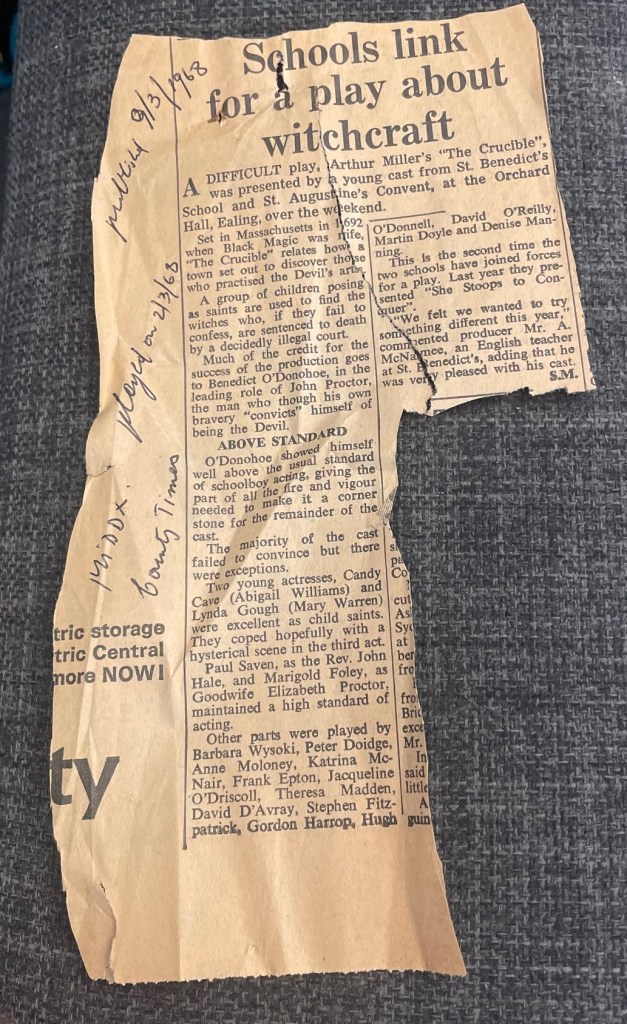 Schools link
for a play about
witchcraft
A DIFFICULT play, Arthur Miller's "The Crucible",
was presented by a young cast from St. Benedict's
School and St. Augustine's Convent, at the Orchard
Hall, Ealing, over the weekend.
Set in Massachusetts in 1692
when Black Magic was rife,
"The Crucible" relates how a
town set out to discover those
who practised the Devil's arts.
A group of children posing
as saints are used to find the
witches who, if they fail to
confess, are sentenced to death
by a decidedly illegal court.
Much of the credit for the
success of the production goes
to Benedict O'Donohoe, in the
leading role of John Proctor,
the man who though his own
bravery "convicts" himself of
being the Devil.
ABOVE STANDARD
O'Donohoe showed himself
well above the usual standard
of schoolboy acting, giving the
part of all the fire and vigour
needed to make it a corner
stone for the remainder of the
cast.
The majority of the cast
failed to convince but there
were exceptions.
Two young actresses, Candy
Cave (Abigail Williams) and
Lynda Gough (Mary Warren)
were excellent as child saints.
They coped hopefully with a
hysterical scene in the third act.
Paul Saven, as the Rev. John
Hale, and Marigold Foley, as
Goodwife Elizabeth Proctor,
maintained a high standard of
acting.
Other parts were played by
Barbara Wysoki, Peter Doidge,
Anne Moloney, Katrina Mc-
Nair, Frank Epton, Jacqueline
O'Driscoll, Theresa Madden,
David D'Avray, Stephen Fitz-
patrick, Gordon Harrop, Hugh
O'Donnell, David O'Reilly,
Martin Doyle and Denise Man-
ning.
This is the second time the
two schools have joined forces
for a play. Last year they pre-
sented "She Stoops to Con-
quer".
"We felt we wanted to try
something different this year,"
commented producer Mr. A.
McNamee, an English teacher
at St. Benedict's, adding that he
was very pleased with his cast.
S.M.
Co
cut
As
Syc
at
ber
fro
fro
Bric
exce
Mr.
In
said
little
A
guin
published 9/3/1968
played on 2/3/68
MIDDX.
County Times
tric storage
tric Central
more NOW!
ty